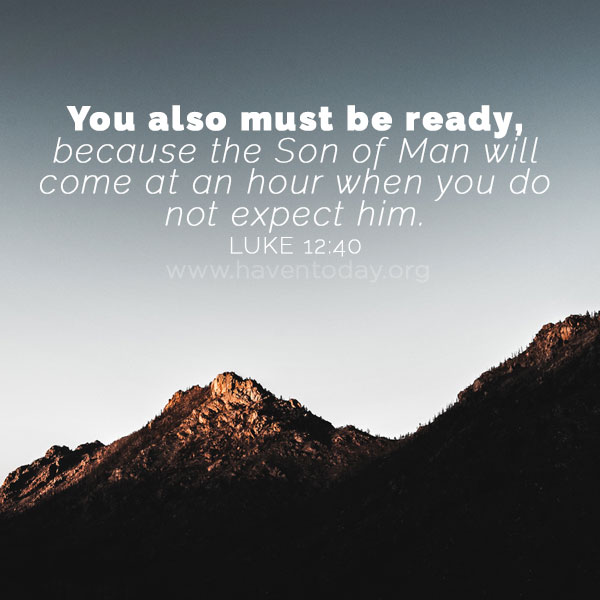 You also must be ready,
because the Son of Man will
come at an hour when you do
not expect him.
LUKE 12:40
www.haventoday.org